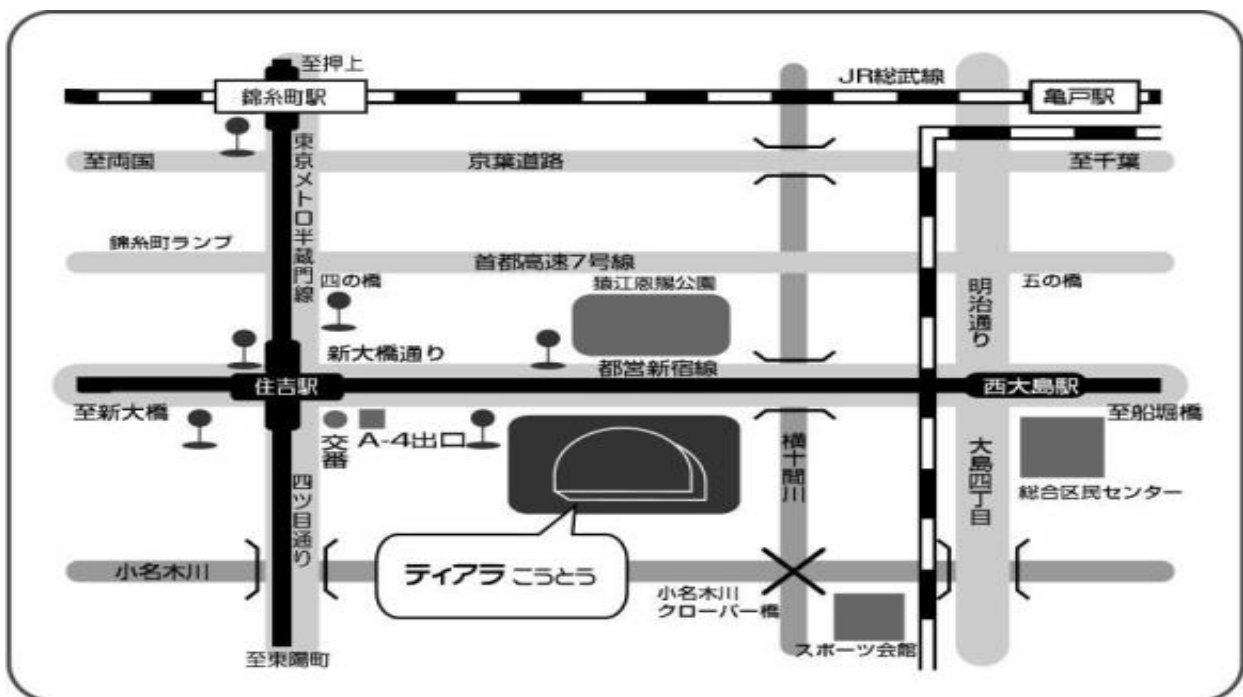 至押上
JR総武線
錦糸町駅
亀戸駅
至両国
京葉道路
至千葉
東京メトロ半蔵門線
錦糸町ランプ
首都高速7号線
四の橋
猿江恩賜公園
明治通り
五の橋
新大橋通り
都営新宿線
住吉駅
西大島駅
至新大橋
至船堀橋
交番
A-4出口
横十間川
大島四丁目
総合区民センター
四ツ目通り
ティアラ こうとう
小名木川
小名木川
クローバー橋
スポーツ会館
至東陽町